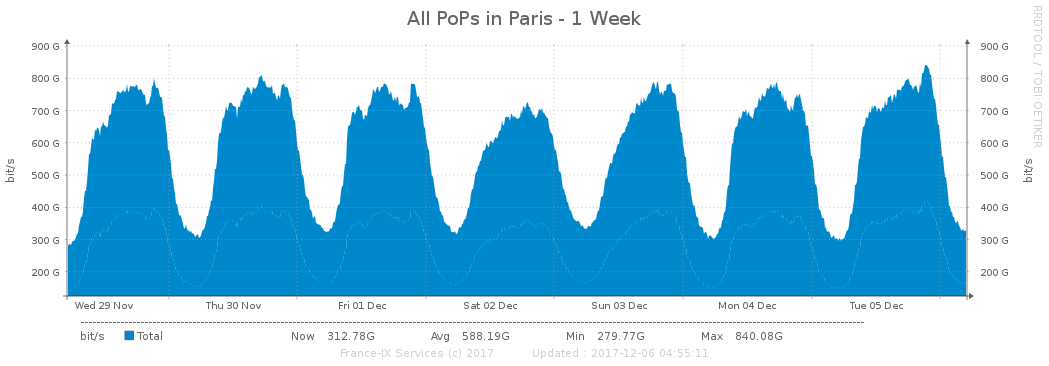 All PoPs in Paris - 1 Week
RRDTOOL / TOBI OETIKER
900 G 900 G
800 G 800 G
700 G 700 G
600 G 600 G
500 G 500 G
400 G 400 G
300 G 300 G
200 G 200 G
bit/s bit/s
Wed 29 Nov Thu 30 Nov Fri 01 Dec Sat 02 Dec Sun 03 Dec Mon 04 Dec Tue 05 Dec
bit/s Total Now 312.78G Avg 588.19G Min 279.77G Max 840.08G
France-IX Services (c) 2017 Updated : 2017-12-06 04:55:11